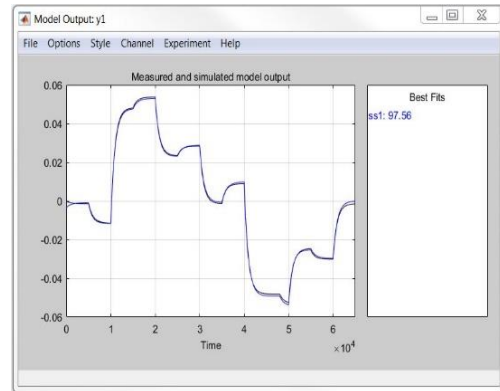 Model Output: y1
File Options Style Channel Experiment Help
Measured and simulated model output
0.06
0.04
0.02
0
-0.02
-0.04
-0.06
0 1 2 3 4 5 6
×10⁴
Time
Best Fits
ss1: 97.56